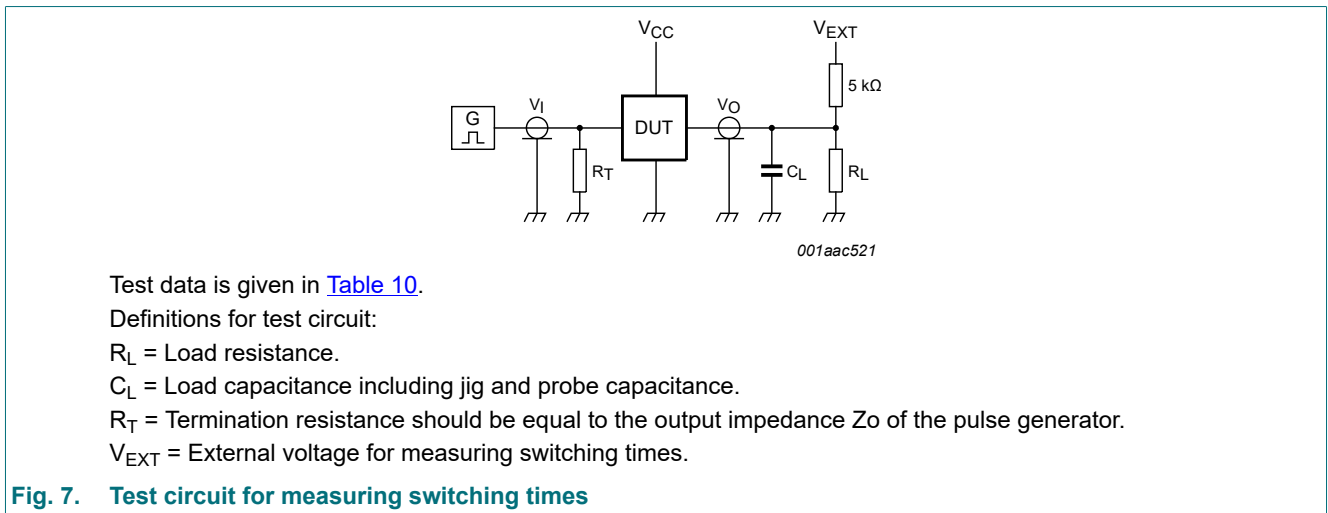 VCC
VEXT
5 kΩ
G
VI
VO
DUT
RT
CL
RL
001aac521
Test data is given in Table 10.
Definitions for test circuit:
RL = Load resistance.
CL = Load capacitance including jig and probe capacitance.
RT = Termination resistance should be equal to the output impedance Zo of the pulse generator.
VEXT = External voltage for measuring switching times.
Fig. 7. Test circuit for measuring switching times